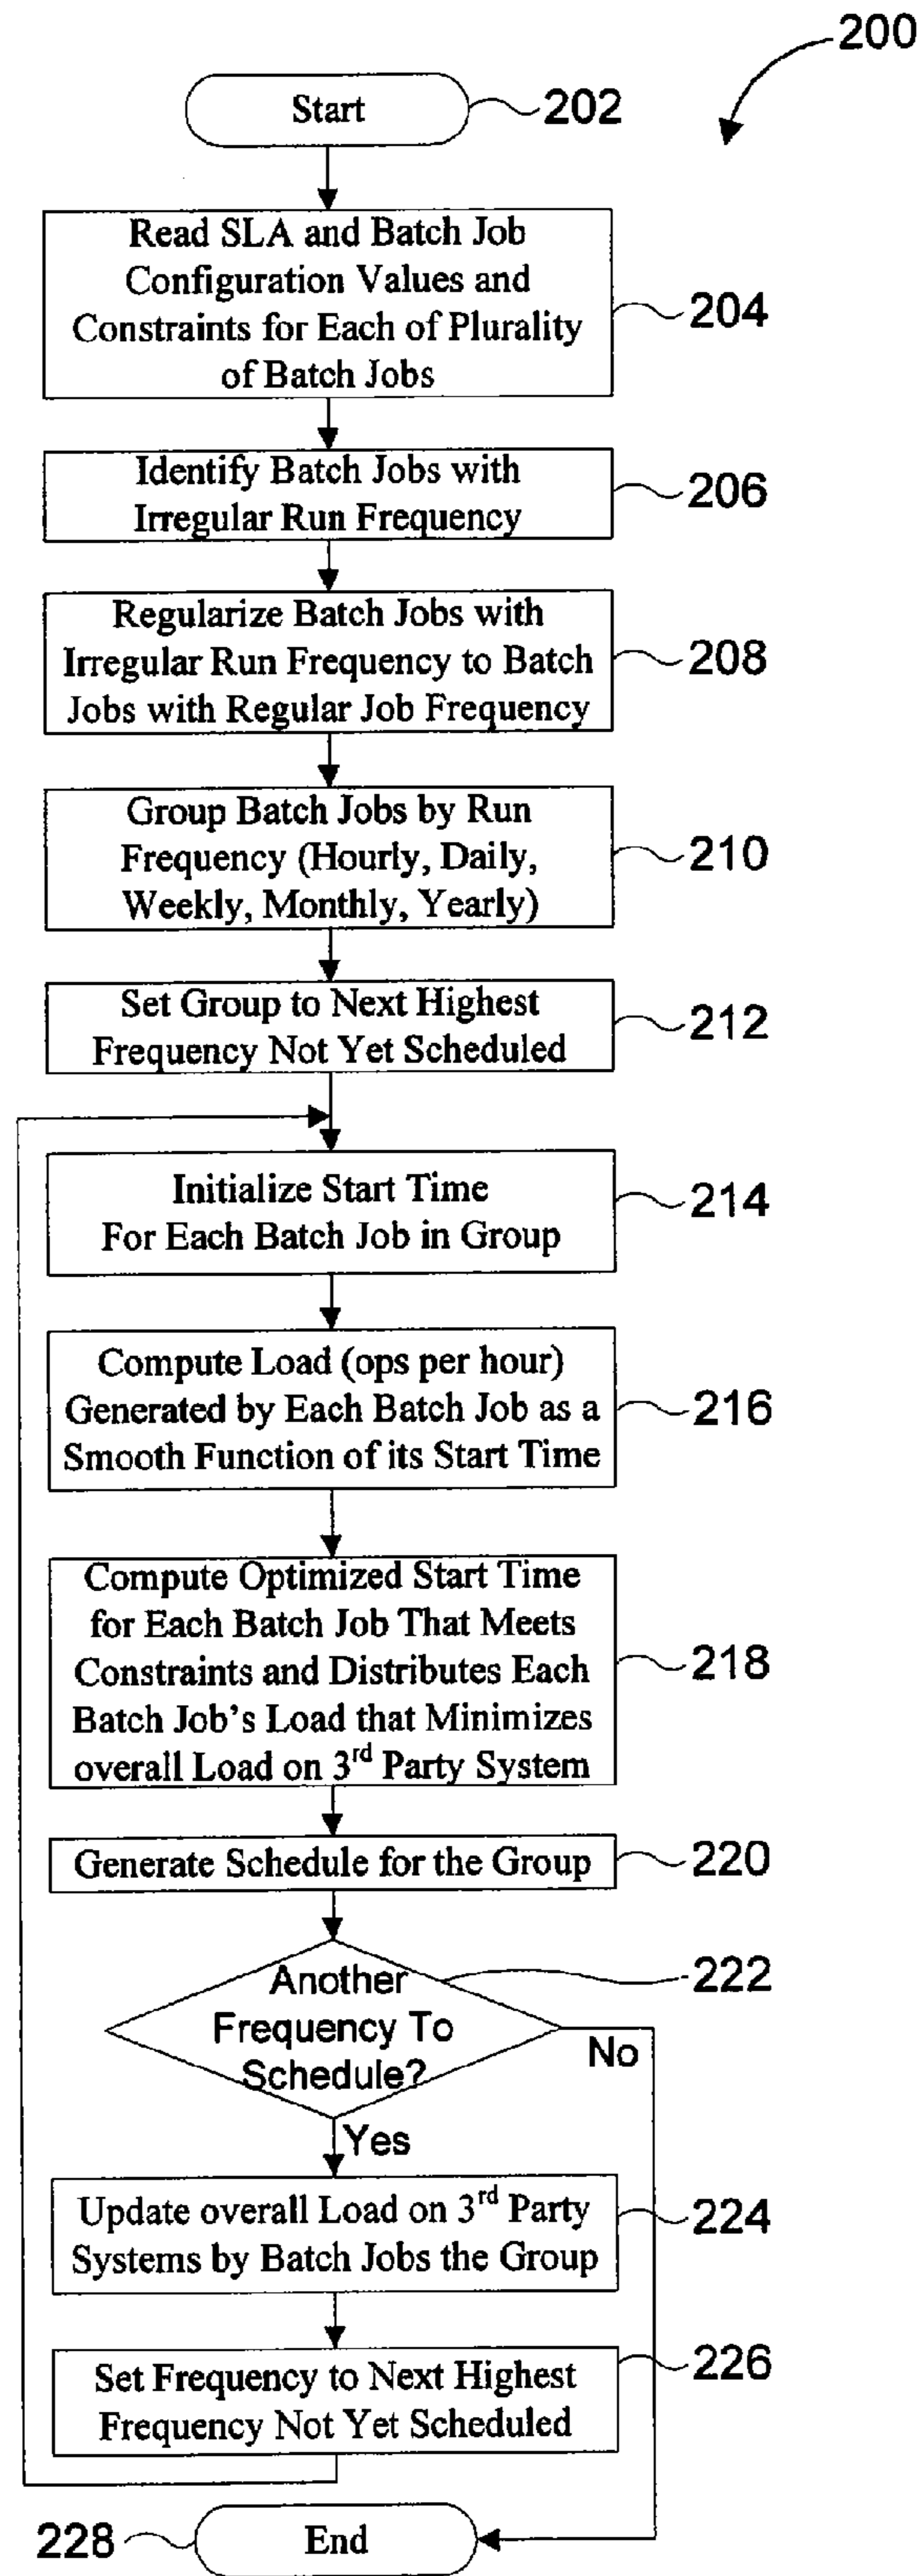 200
Start
202
Read SLA and Batch Job
Configuration Values and
Constraints for Each of Plurality
of Batch Jobs
204
Identify Batch Jobs with
Irregular Run Frequency
206
Regularize Batch Jobs with
Irregular Run Frequency to Batch
Jobs with Regular Job Frequency
208
Group Batch Jobs by Run
Frequency (Hourly, Daily,
Weekly, Monthly, Yearly)
210
Set Group to Next Highest
Frequency Not Yet Scheduled
212
Initialize Start Time
For Each Batch Job in Group
214
Compute Load (ops per hour)
Generated by Each Batch Job as a
Smooth Function of its Start Time
216
Compute Optimized Start Time
for Each Batch Job That Meets
Constraints and Distributes Each
Batch Job's Load that Minimizes
overall Load on 3rd Party System
218
Generate Schedule for the Group
220
Another
Frequency To
Schedule?
222
No
Yes
Update overall Load on 3rd Party
Systems by Batch Jobs the Group
224
Set Frequency to Next Highest
Frequency Not Yet Scheduled
226
228
End